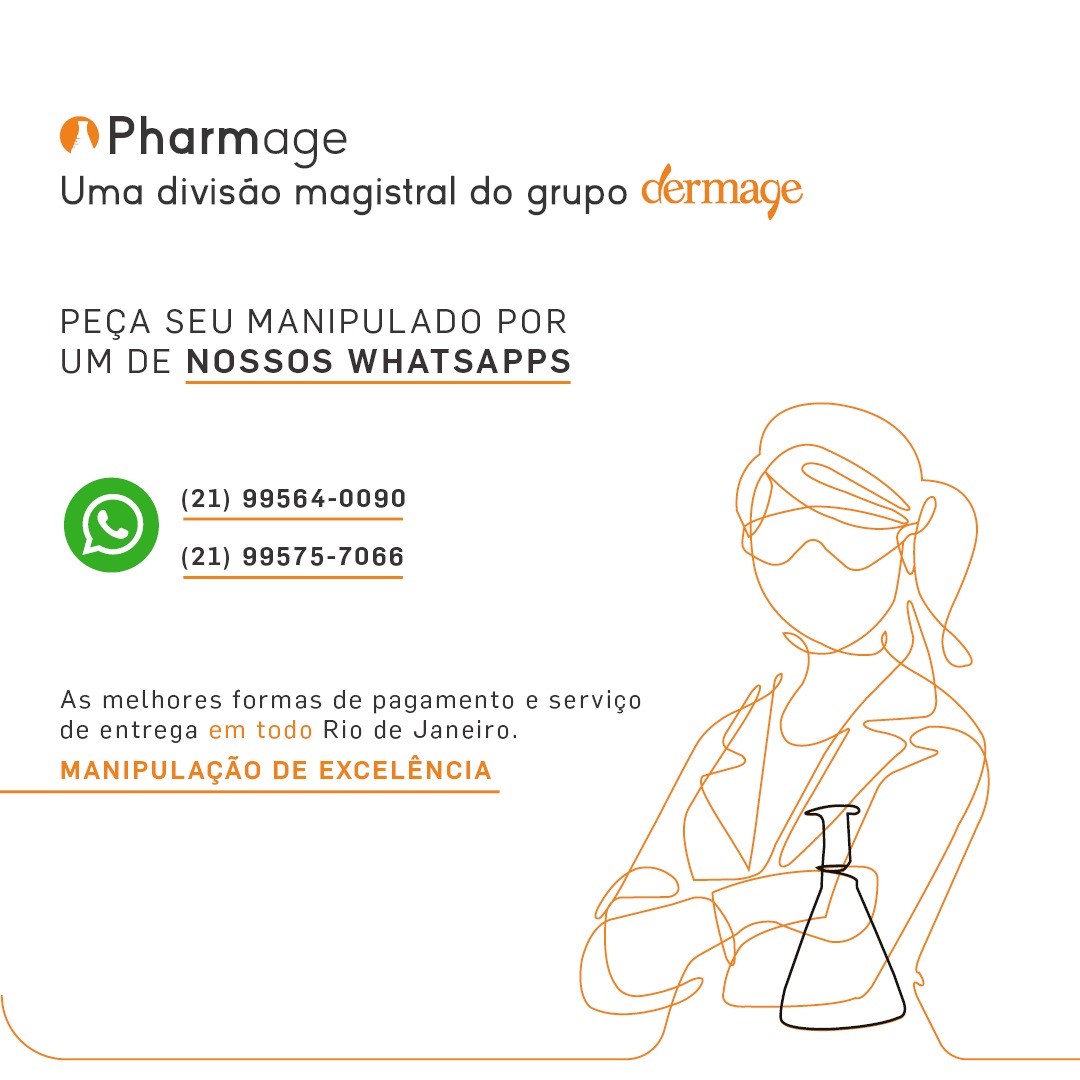 Pharmage
Uma divisão magistral do grupo dermage
PEÇA SEU MANIPULADO POR
UM DE NOSSOS WHATSAPPS
(21) 99564-0090
(21) 99575-7066
As melhores formas de pagamento e serviço
de entrega em todo Rio de Janeiro.
MANIPULAÇÃO DE EXCELÊNCIA